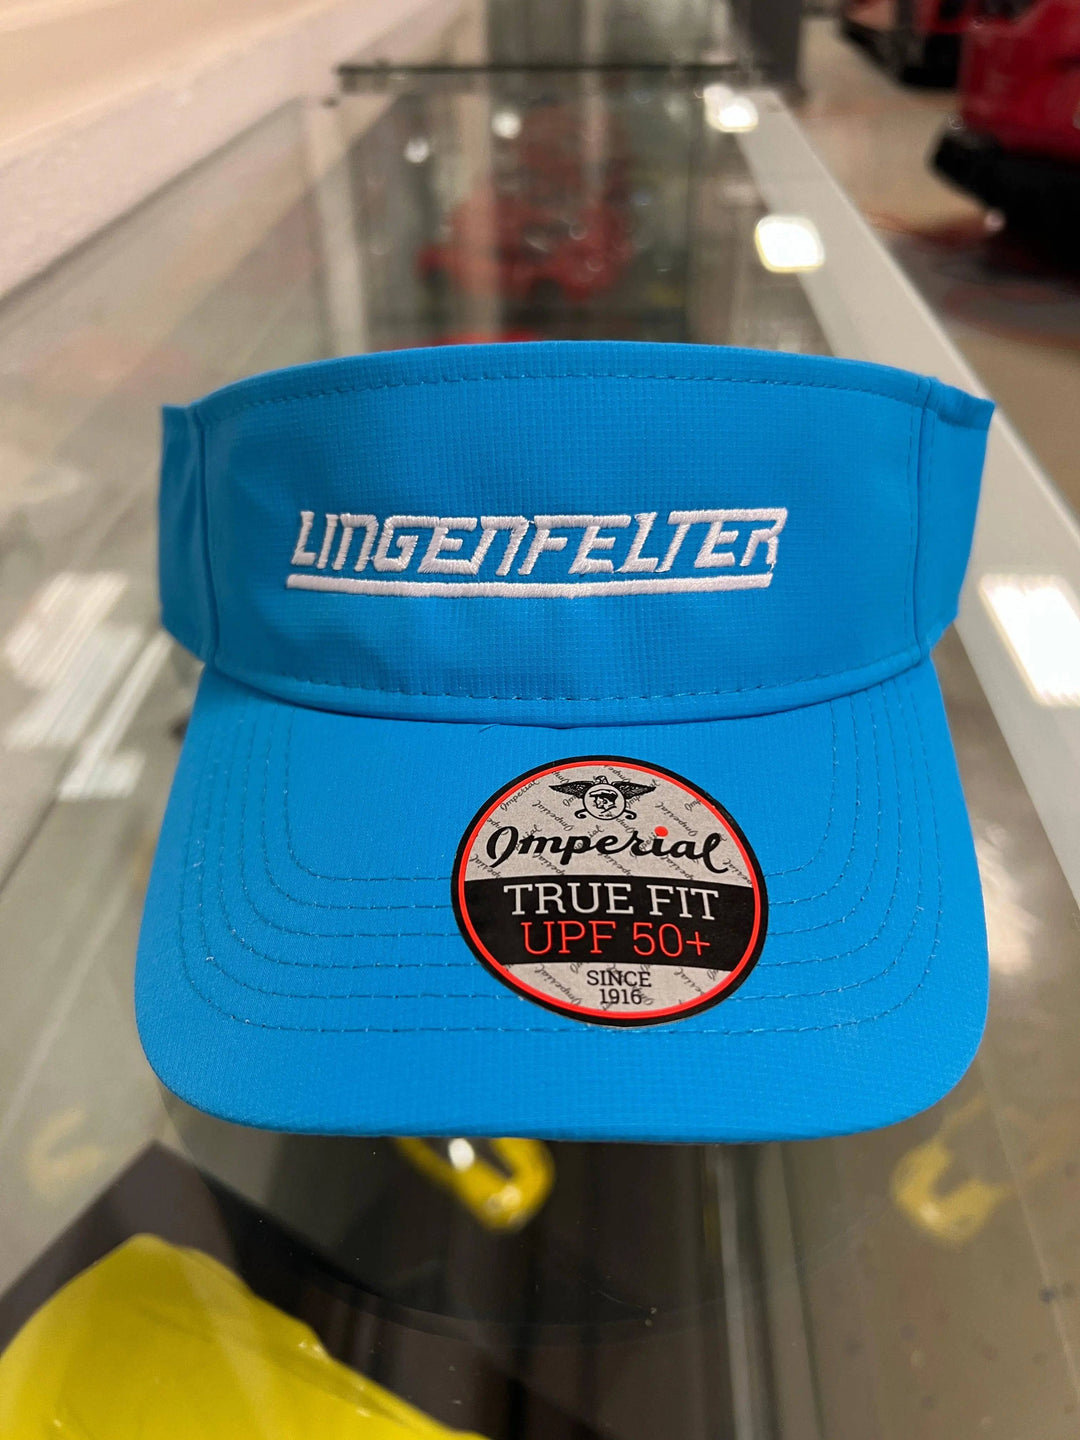 LINGENFELTER
Imperial
TRUE FIT
UPF 50+
SINCE
1916